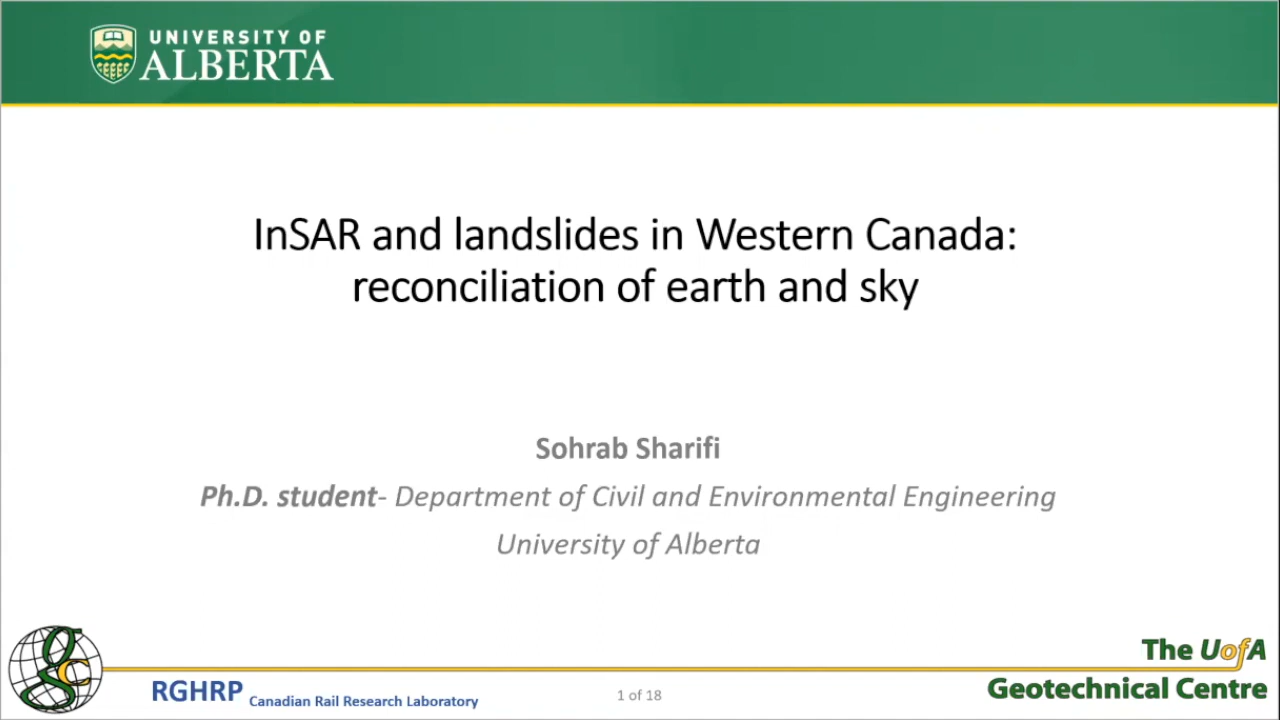 UNIVERSITY OF
ALBERTA
InSAR and landslides in Western Canada:
reconciliation of earth and sky
Sohrab Sharifi
Ph.D. student- Department of Civil and Environmental Engineering
University of Alberta
gc
RGHRP Canadian Rail Research Laboratory
1 of 18
The UofA
Geotechnical Centre